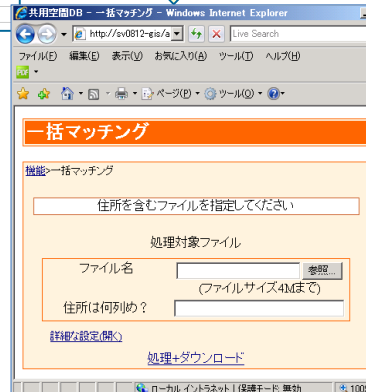 共用空間DB - 一括マッチング - Windows Internet Explorer
http://sv0812-gis/a
Live Search
ファイル(F) 編集(E) 表示(V) お気に入り(A) ツール(T) ヘルプ(H)
ページ(P) ツール(O)
一括マッチング
機能>一括マッチング
住所を含むファイルを指定してください
処理対象ファイル
ファイル名 参照...
(ファイルサイズ4Mまで)
住所は何列め?
詳細な設定(開く)
処理+ダウンロード
ローカル イントラネット | 保護モード: 無効 100%